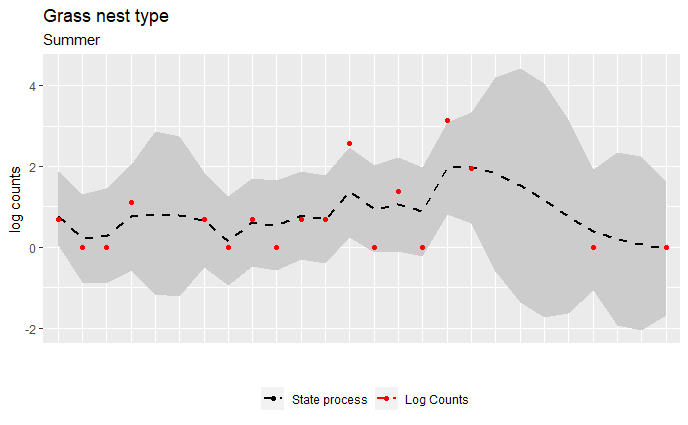 Grass nest type
Summer
4
2
0
-2
log counts
State process
Log Counts